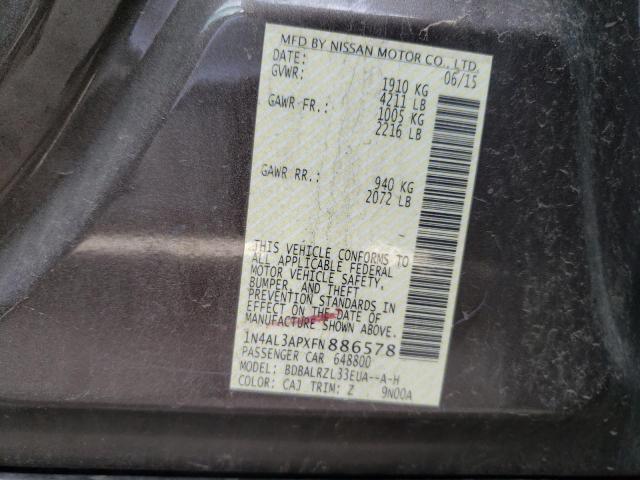 MFD BY NISSAN MOTOR CO., LTD.
DATE: 06/15
GVWR: 1910 KG
4211 LB
GAWR FR.: 1005 KG
2216 LB
GAWR RR.: 940 KG
2072 LB
THIS VEHICLE CONFORMS TO
ALL APPLICABLE FEDERAL
MOTOR VEHICLE SAFETY,
BUMPER, AND THEFT
PREVENTION STANDARDS IN
EFFECT ON THE DATE OF
MANUFACTURE SHOWN ABOVE.
1N4AL3APXFN886578
PASSENGER CAR 648800
MODEL: BDBALRZL33EUA--A-H
COLOR: CAJ TRIM: Z 9N00A